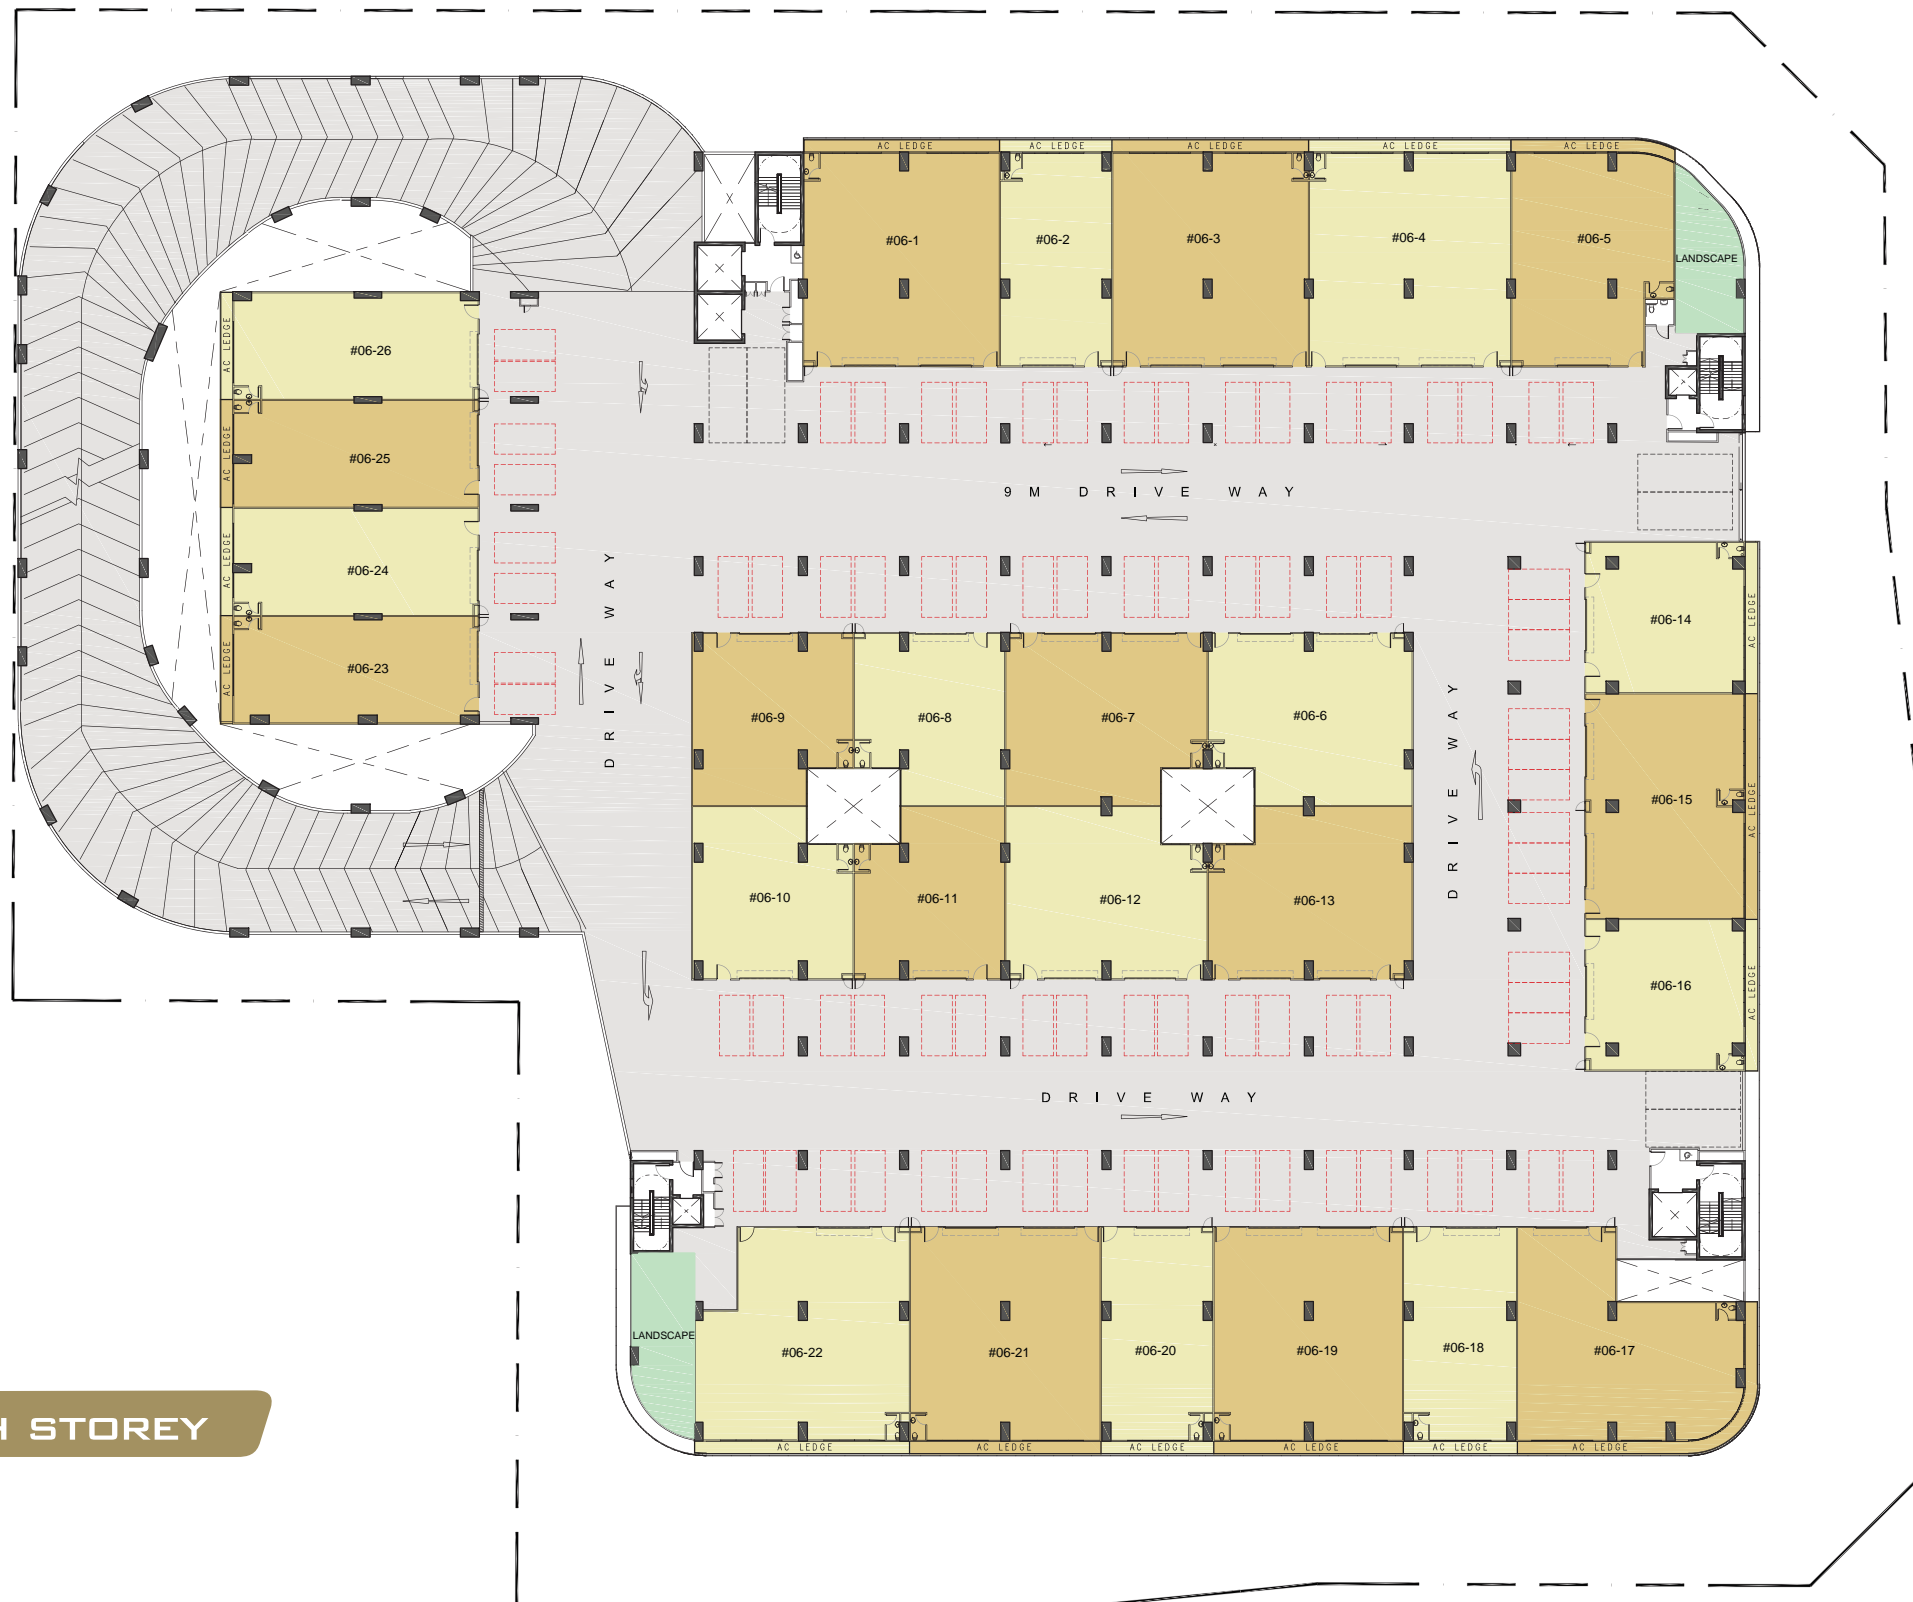 AC LEDGE AC LEDGE AC LEDGE AC LEDGE AC LEDGE
#06-1 #06-2 #06-3 #06-4 #06-5
LANDSCAPE
AC LEDGE #06-26
AC LEDGE #06-25
AC LEDGE #06-24
AC LEDGE #06-23
9M DRIVE WAY
DRIVE WAY
#06-9 #06-8 #06-7 #06-6
#06-10 #06-11 #06-12 #06-13
DRIVE WAY
#06-14 AC LEDGE
#06-15 AC LEDGE
#06-16 AC LEDGE
DRIVE WAY
LANDSCAPE
#06-22 #06-21 #06-20 #06-19 #06-18 #06-17
AC LEDGE AC LEDGE AC LEDGE AC LEDGE AC LEDGE AC LEDGE
STOREY